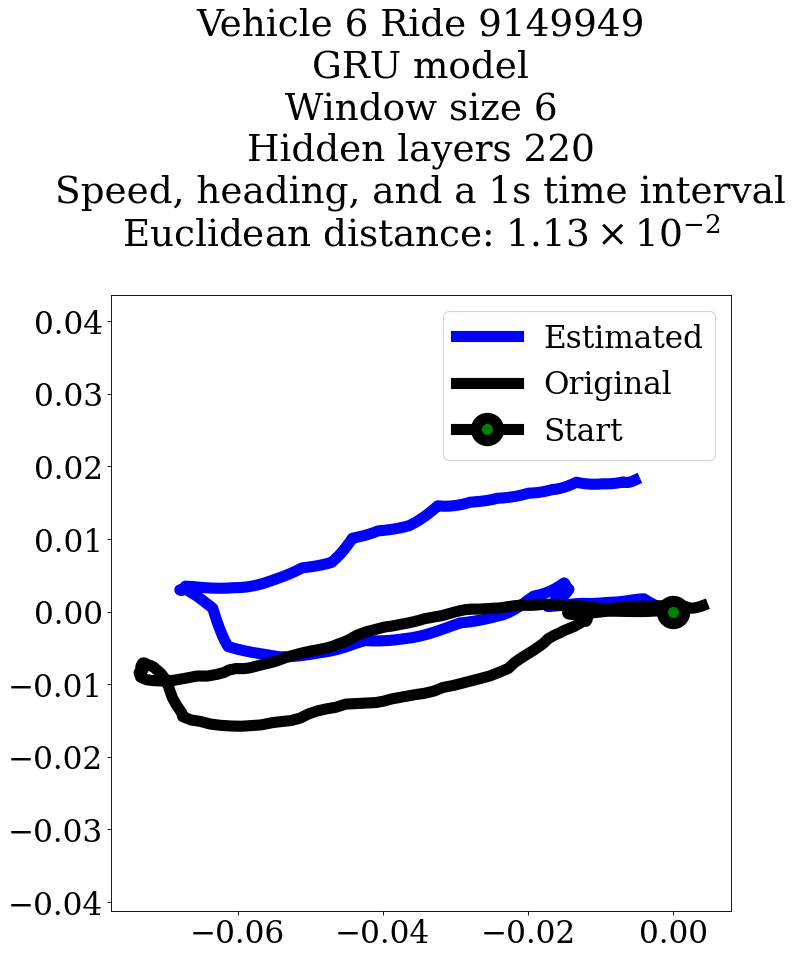 Vehicle 6 Ride 9149949
GRU model
Window size 6
Hidden layers 220
Speed, heading, and a 1s time interval
Euclidean distance: 1.13 × 10⁻²
Estimated
Original
Start
0.04
0.03
0.02
0.01
0.00
−0.01
−0.02
−0.03
−0.04
−0.06 −0.04 −0.02 0.00